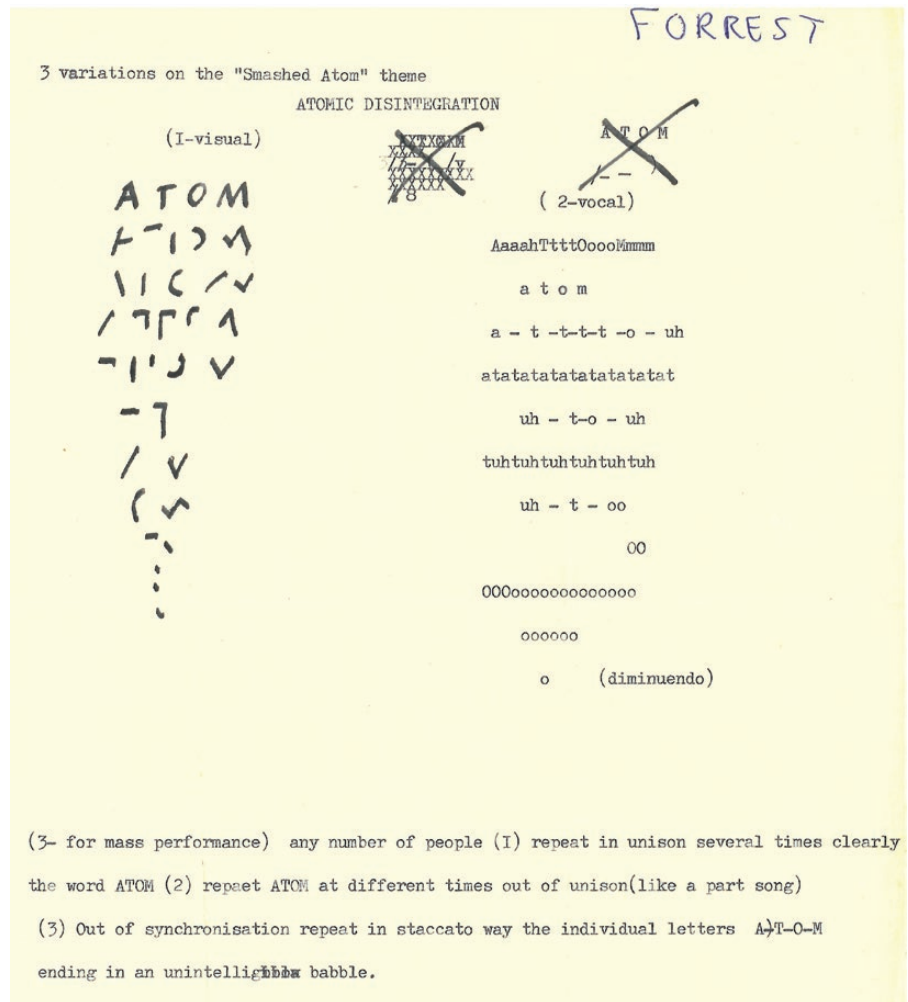 FORREST
3 variations on the "Smashed Atom" theme
ATOMIC DISINTEGRATION
(I-visual)
ATOM
A T O M
( 2-vocal)
AaaahTtttOoooMmmm
a t o m
a - t -t-t-t -o - uh
atatatatatatatatat
uh - t-o - uh
tuhtuhtuhtuhtuhtuh
uh - t - oo
OO
OOOooooooooooooo
oooooo
o (diminuendo)
(3- for mass performance) any number of people (I) repeat in unison several times clearly
the word ATOM (2) repaet ATOM at different times out of unison(like a part song)
(3) Out of synchronisation repeat in staccato way the individual letters A-T-O-M
ending in an babble.